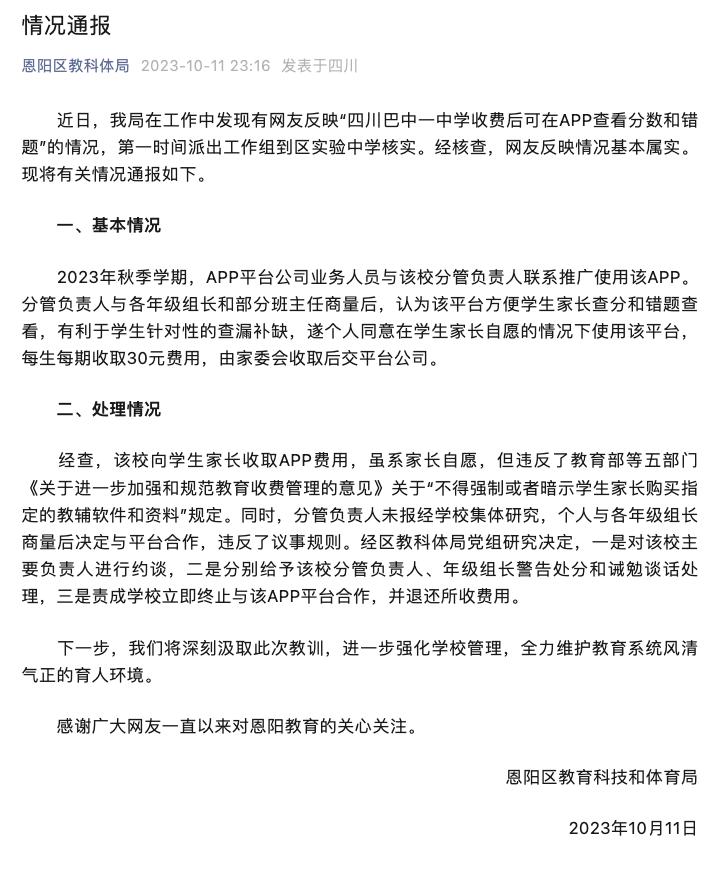 情况通报
恩阳区教科体局 2023-10-11 23:16 发表于四川
近日，我局在工作中发现有网友反映“四川巴中一中学收费后可在APP查看分数和错
题”的情况，第一时间派出工作组到区实验中学核实。经核查，网友反映情况基本属实。
现将有关情况通报如下。
一、基本情况
2023年秋季学期，APP平台公司业务人员与该校分管负责人联系推广使用该APP。
分管负责人与各年级组长和部分班主任商量后，认为该平台方便学生家长查分和错题查
看，有利于学生针对性的查漏补缺，遂个人同意在学生家长自愿的情况下使用该平台，
每生每期收取30元费用，由家委会收取后交平台公司。
二、处理情况
经查，该校向学生家长收取APP费用，虽系家长自愿，但违反了教育部等五部门
《关于进一步加强和规范教育收费管理的意见》关于“不得强制或者暗示学生家长购买指
定的教辅软件和资料”规定。同时，分管负责人未报经学校集体研究，个人与各年级组长
商量后决定与平台合作，违反了议事规则。经区教科体局党组研究决定，一是对该校主
要负责人进行约谈，二是分别给予该校分管负责人、年级组长警告处分和诫勉谈话处
理，三是责成学校立即终止与该APP平台合作，并退还所收费用。
下一步，我们将深刻汲取此次教训，进一步强化学校管理，全力维护教育系统风清
气正的育人环境。
感谢广大网友一直以来对恩阳教育的关心关注。
恩阳区教育科技和体育局
2023年10月11日